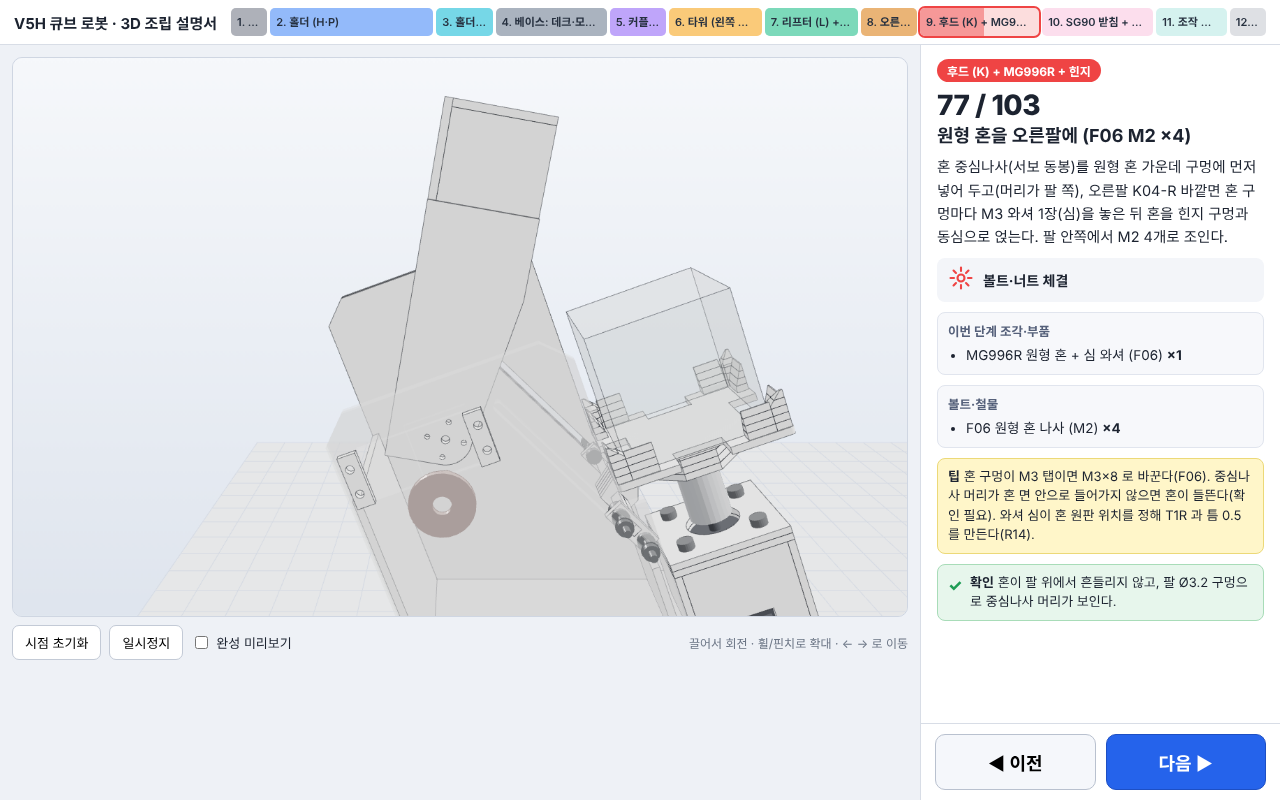 V5H 큐브 로봇 · 3D 조립 설명서
1. ...
2. 홀더 (H·P)
3. 홀더...
4. 베이스: 데크·모...
5. 커플...
6. 타워 (왼쪽 ...
7. 리프터 (L) +...
8. 오른...
9. 후드 (K) + MG9...
10. SG90 받침 + ...
11. 조작 ...
12...
후드 (K) + MG996R + 힌지
77 / 103
원형 혼을 오른팔에 (F06 M2 ×4)
혼 중심나사(서보 동봉)를 원형 혼 가운데 구멍에 먼저
넣어 두고(머리가 팔 쪽), 오른팔 K04-R 바깥면 혼 구
멍마다 M3 와셔 1장(심)을 놓은 뒤 혼을 힌지 구멍과
동심으로 얹는다. 팔 안쪽에서 M2 4개로 조인다.
볼트·너트 체결
이번 단계 조각·부품
• MG996R 원형 혼 + 심 와셔 (F06) ×1
볼트·철물
• F06 원형 혼 나사 (M2) ×4
팁 혼 구멍이 M3 탭이면 M3×8 로 바꾼다(F06). 중심나
사 머리가 혼 면 안으로 들어가지 않으면 혼이 들뜬다(확
인 필요). 와셔 심이 혼 원판 위치를 정해 T1R 과 틈 0.5
를 만든다(R14).
✔ 확인 혼이 팔 위에서 흔들리지 않고, 팔 Ø3.2 구멍으
로 중심나사 머리가 보인다.
시점 초기화
일시정지
완성 미리보기
끌어서 회전 · 휠/핀치로 확대 · ← → 로 이동
◀ 이전
다음 ▶